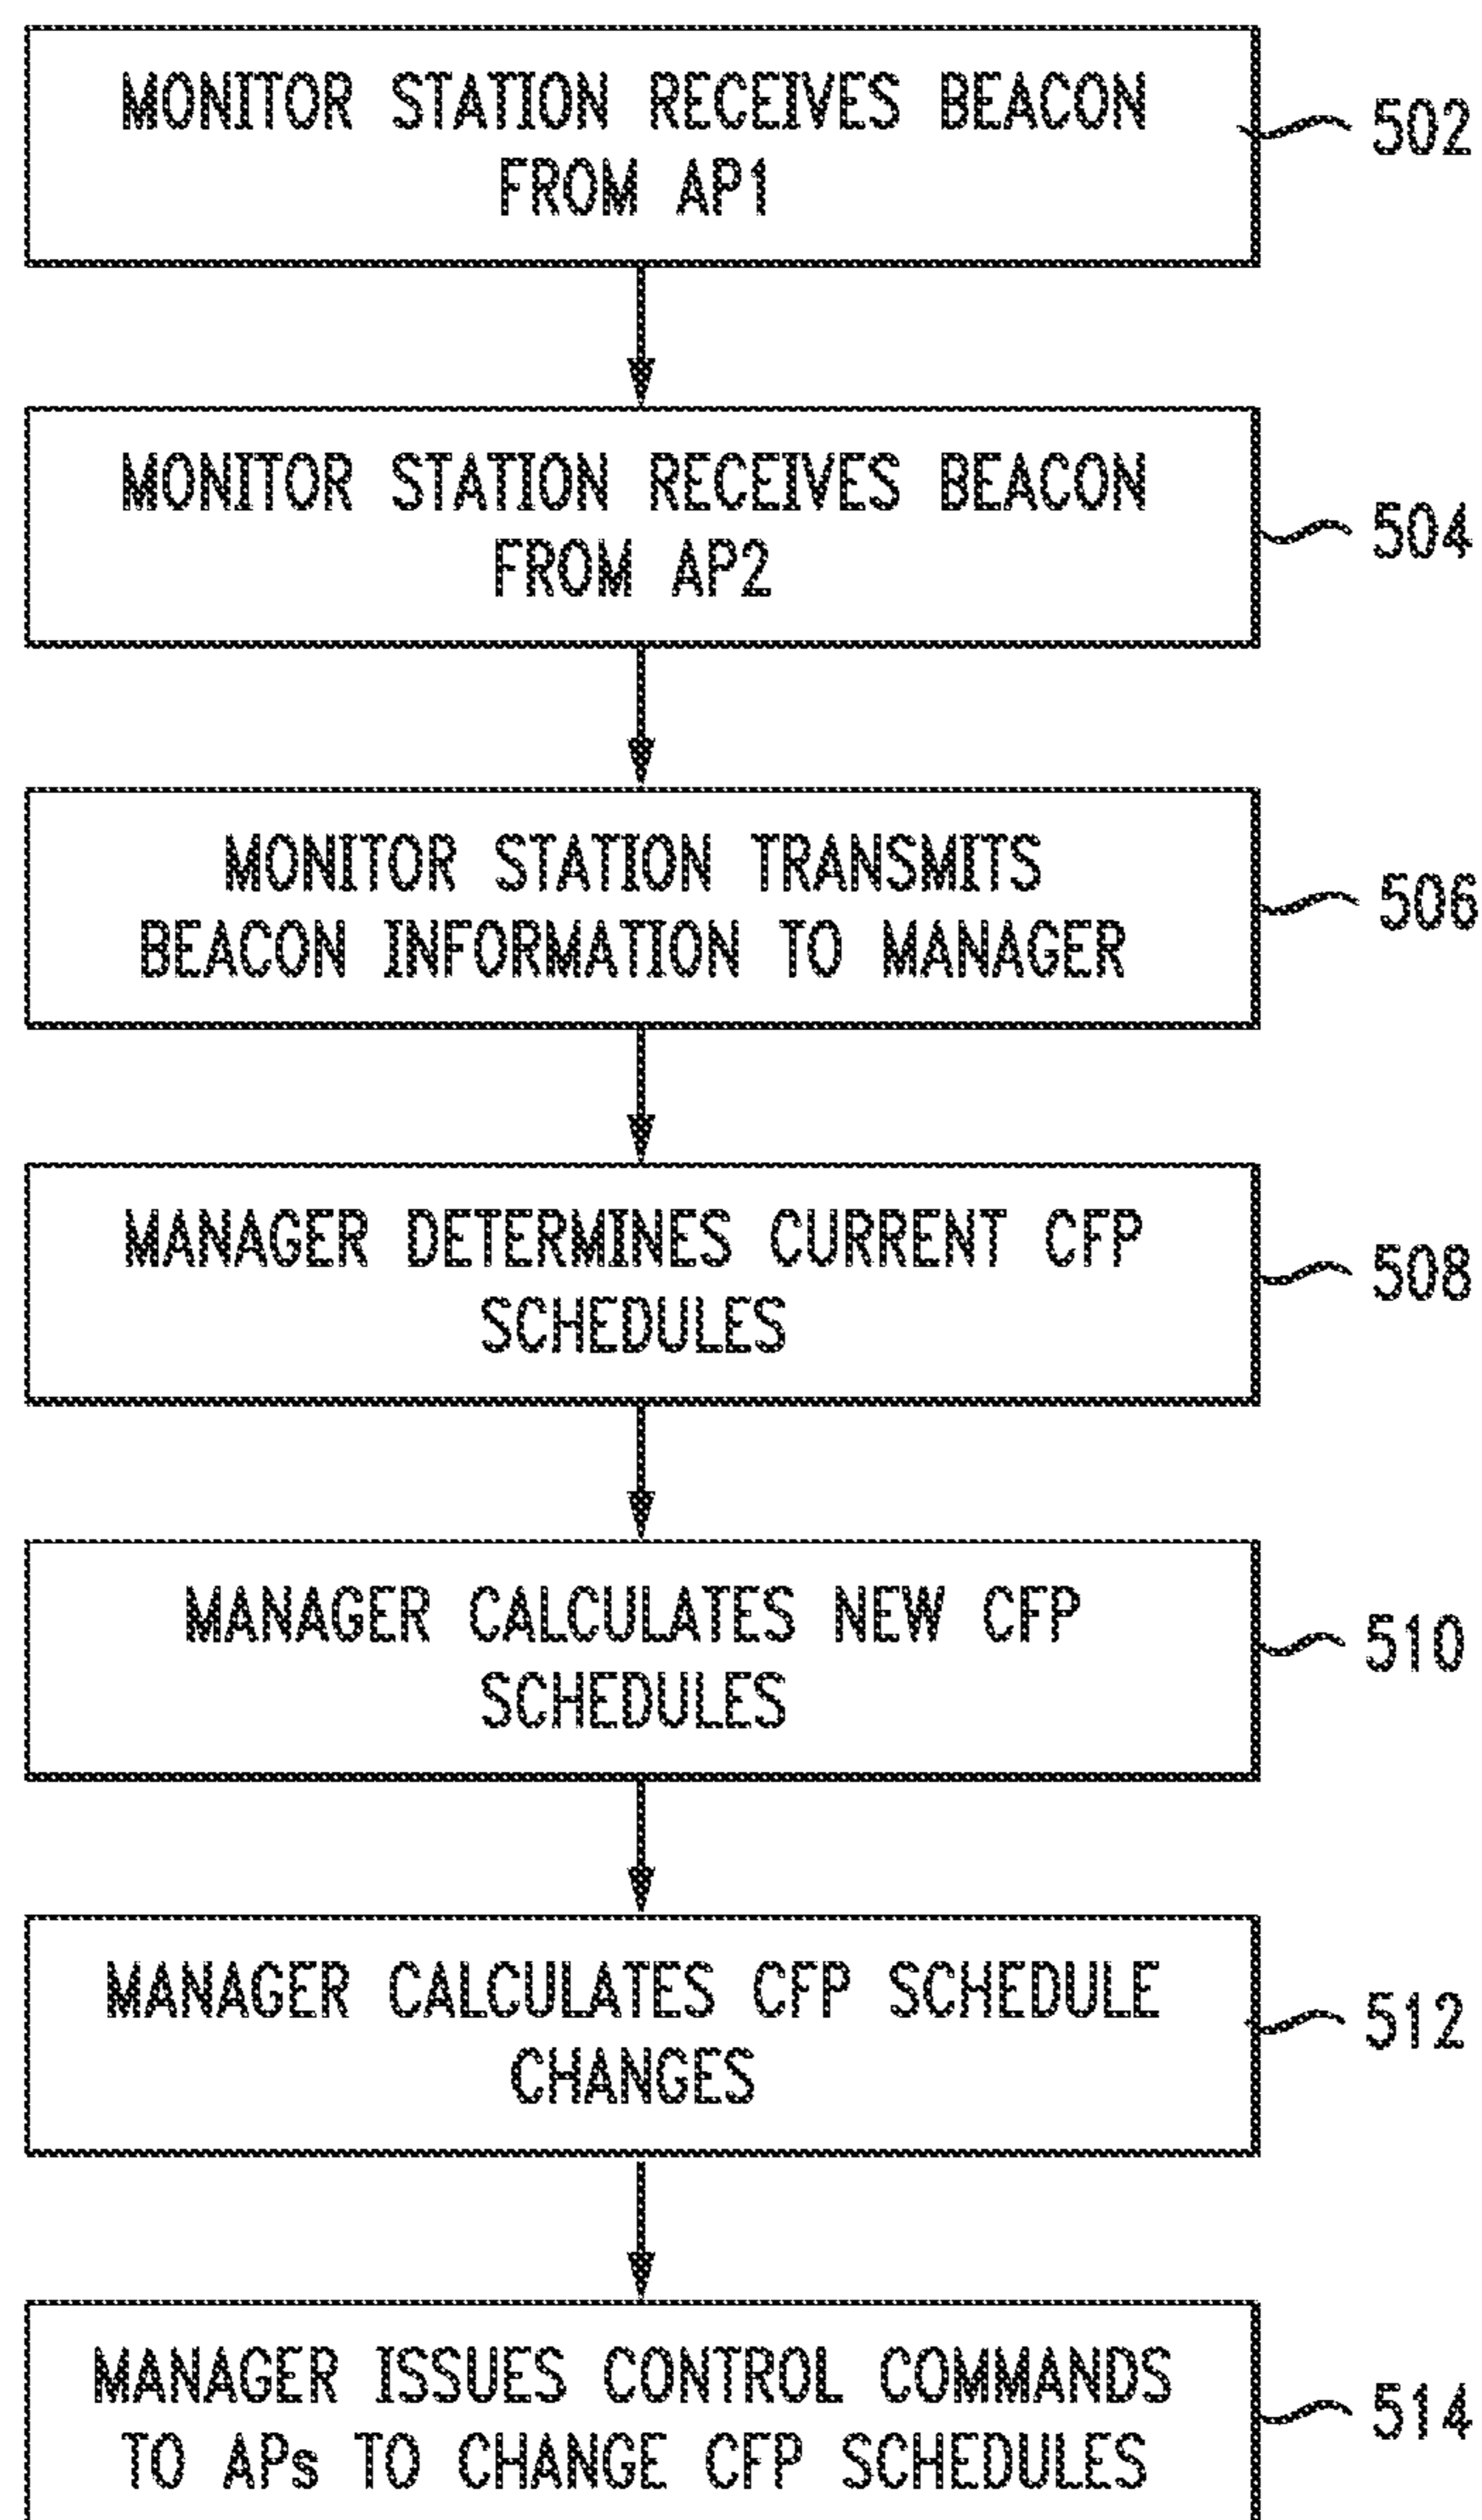 MONITOR STATION RECEIVES BEACON
FROM AP1
502
MONITOR STATION RECEIVES BEACON
FROM AP2
504
MONITOR STATION TRANSMITS
BEACON INFORMATION TO MANAGER
506
MANAGER DETERMINES CURRENT CFP
SCHEDULES
508
MANAGER CALCULATES NEW CFP
SCHEDULES
510
MANAGER CALCULATES CFP SCHEDULE
CHANGES
512
MANAGER ISSUES CONTROL COMMANDS
TO APs TO CHANGE CFP SCHEDULES
514